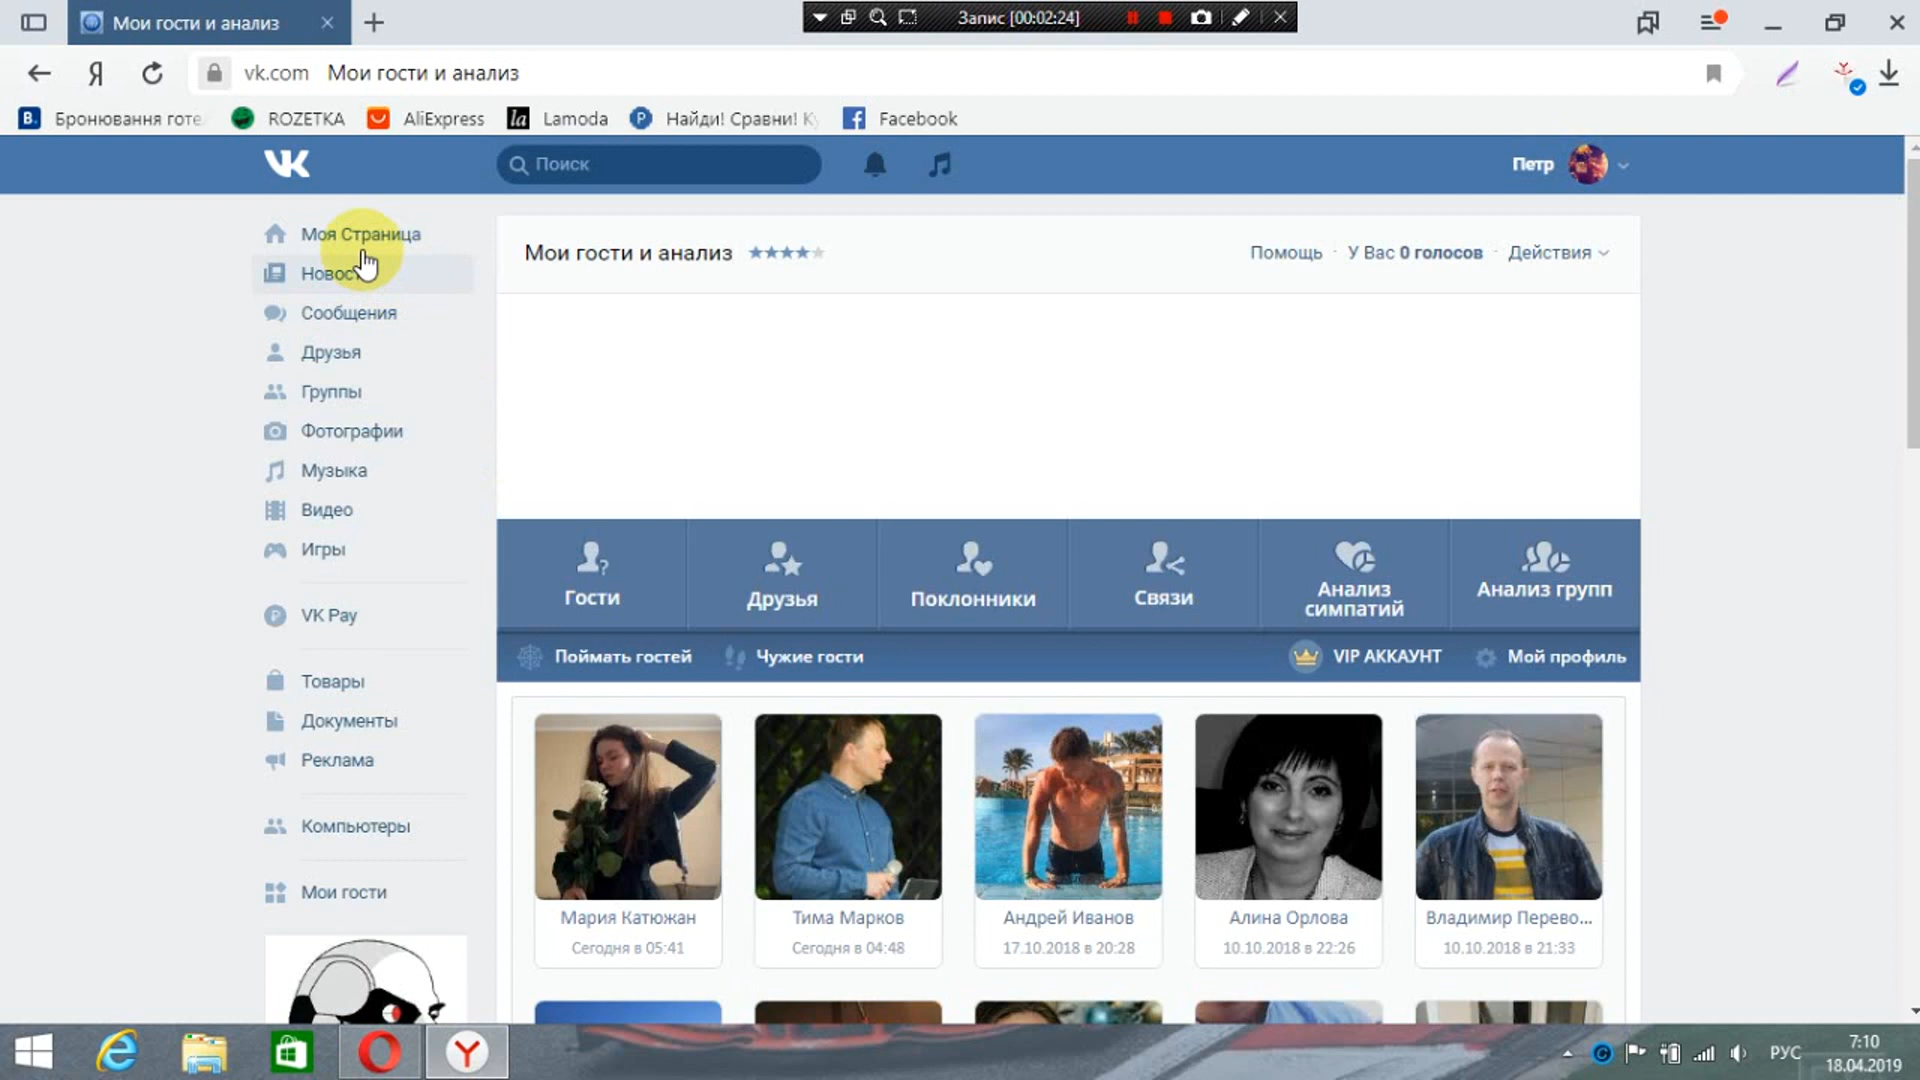 Мои гости и анализ
Запис [00:02:24]
Я vk.com Мои гости и анализ
B. Бронювання готе ROZETKA AliExpress la Lamoda P Найди! Сравни! К Facebook
Поиск
Петр
Моя Страница
Новост
Сообщения
Друзья
Группы
Фотографии
Музыка
Видео
Игры
VK Pay
Товары
Документы
Реклама
Компьютеры
Мои гости
Мои гости и анализ
Помощь · У Вас 0 голосов · Действия
Гости
Друзья
Поклонники
Связи
Анализ симпатий
Анализ групп
Поймать гостей
Чужие гости
VIP АККАУНТ
Мой профиль
Мария Катюжан
Сегодня в 05:41
Тима Марков
Сегодня в 04:48
Андрей Иванов
17.10.2018 в 20:28
Алина Орлова
10.10.2018 в 22:26
Владимир Перево...
10.10.2018 в 21:33
РУС
7:10
18.04.2019